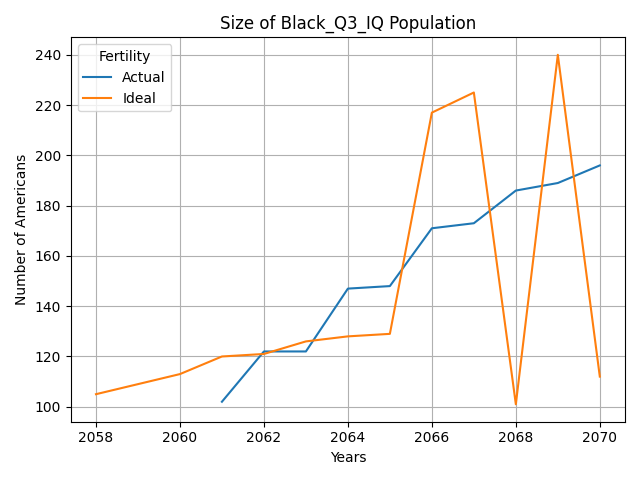 Size of Black_Q3_IQ Population
Fertility
Actual
Ideal
Number of Americans
240
220
200
180
160
140
120
100
2058
2060
2062
2064
2066
2068
2070
Years